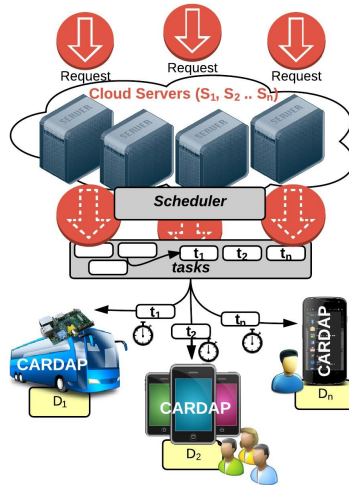 Request
Request
Request
Cloud Servers (S1, S2 .. Sn)
SERVER
SERVER
SERVER
SERVER
Scheduler
t1
t2
tn
tasks
t1
t2
tn
CARDAP
D1
CARDAP
D2
CARDAP
Dn